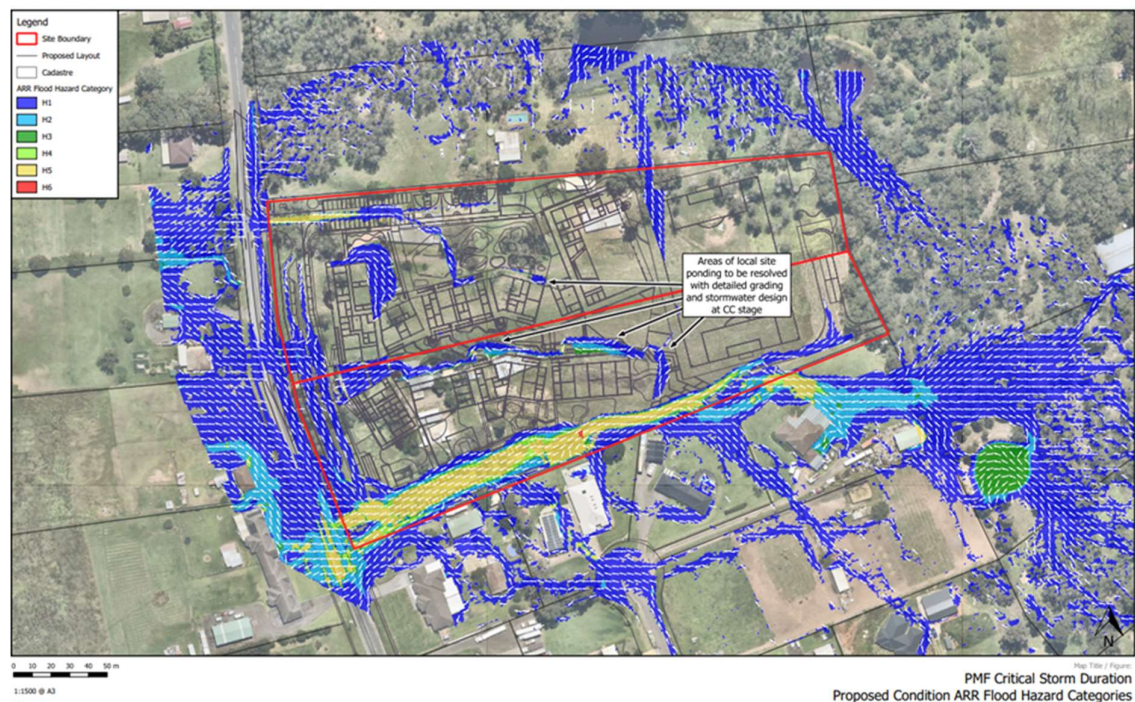 Legend
Site Boundary
Proposed Layout
Cadastre
ARR Flood Hazard Category
H1
H2
H3
H4
H5
H6
Areas of local site
ponding to be resolved
with detailed grading
and stormwater design
at CC stage
N
0 10 20 30 40 50 m
1:1500 @ A3
Map Title / Figure:
PMF Critical Storm Duration
Proposed Condition ARR Flood Hazard Categories